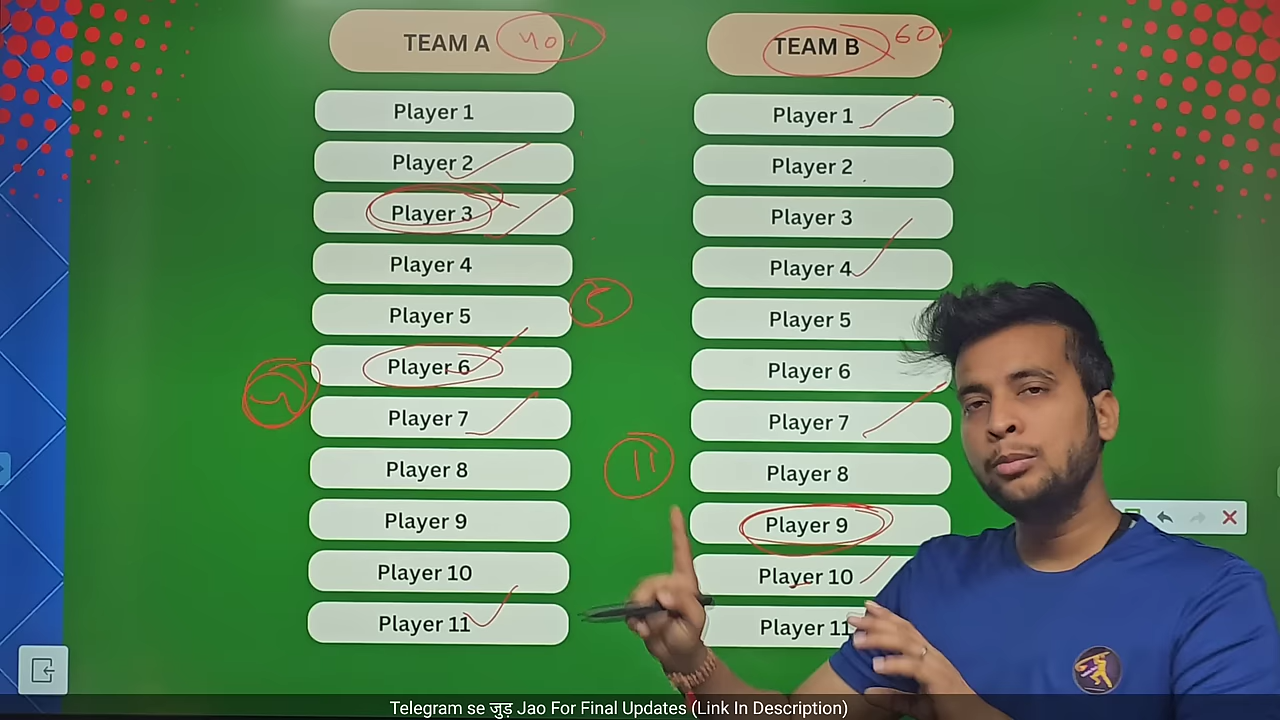 TEAM A 40%
Player 1
Player 2
Player 3
Player 4
Player 5
5
Player 6
Player 7
Player 8
Player 9
Player 10
Player 11
11
TEAM B 60%
Player 1
Player 2
Player 3
Player 4
Player 5
Player 6
Player 7
Player 8
Player 9
Player 10
Player 11
Telegram se जुड़ Jao For Final Updates (Link In Description)